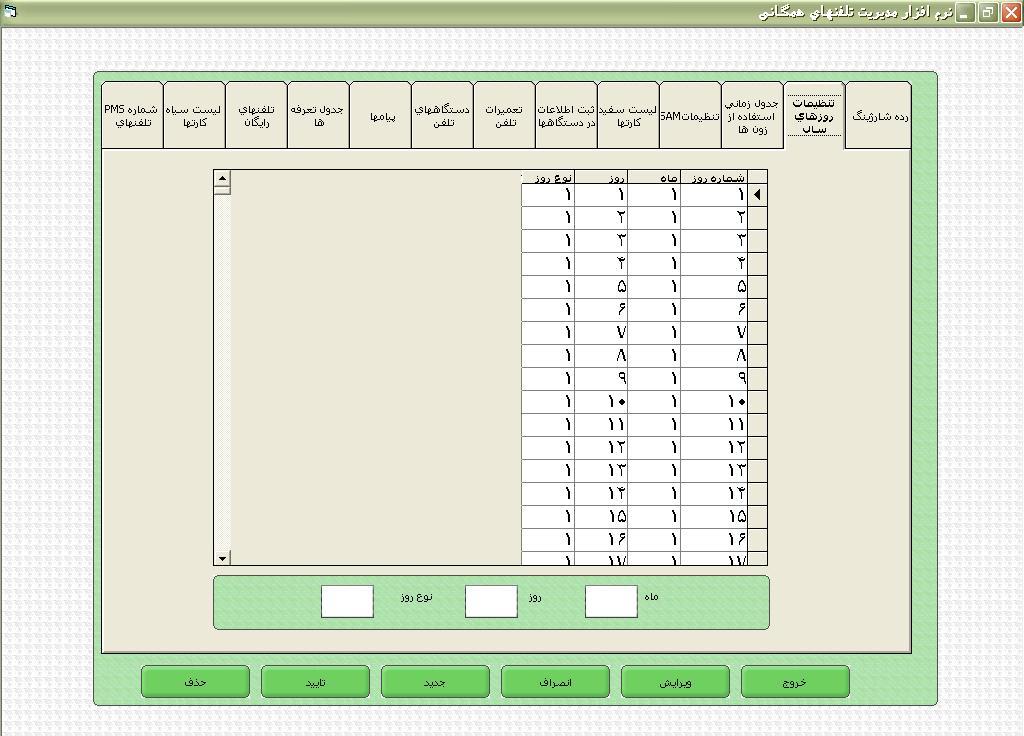 نرم افزار مديريت تلفنهاي همگاني
رده شارژينگ
تنظيمات
روزهاي
سال
جدول زماني
استفاده از
زون ها
تنظيماتSAM
ليست سفيد
كارتها
ثبت اطلاعات
در دستگاهها
تعميرات
تلفن
دستگاههاي
تلفن
پيامها
جدول تعرفه
ها
تلفنهاي
رايگان
ليست سياه
كارتها
شماره PMS
تلفنهاي
شماره روز ماه روز نوع روز
۱ ۱ ۱ ۱
۲ ۱ ۲ ۱
۳ ۱ ۳ ۱
۴ ۱ ۴ ۱
۵ ۱ ۵ ۱
۶ ۱ ۶ ۱
۷ ۱ ۷ ۱
۸ ۱ ۸ ۱
۹ ۱ ۹ ۱
۱۰ ۱ ۱۰ ۱
۱۱ ۱ ۱۱ ۱
۱۲ ۱ ۱۲ ۱
۱۳ ۱ ۱۳ ۱
۱۴ ۱ ۱۴ ۱
۱۵ ۱ ۱۵ ۱
۱۶ ۱ ۱۶ ۱
۱۷ ۱ ۱۷ ۱
ماه روز نوع روز
خروج ويرايش انصراف جديد تاييد حذف